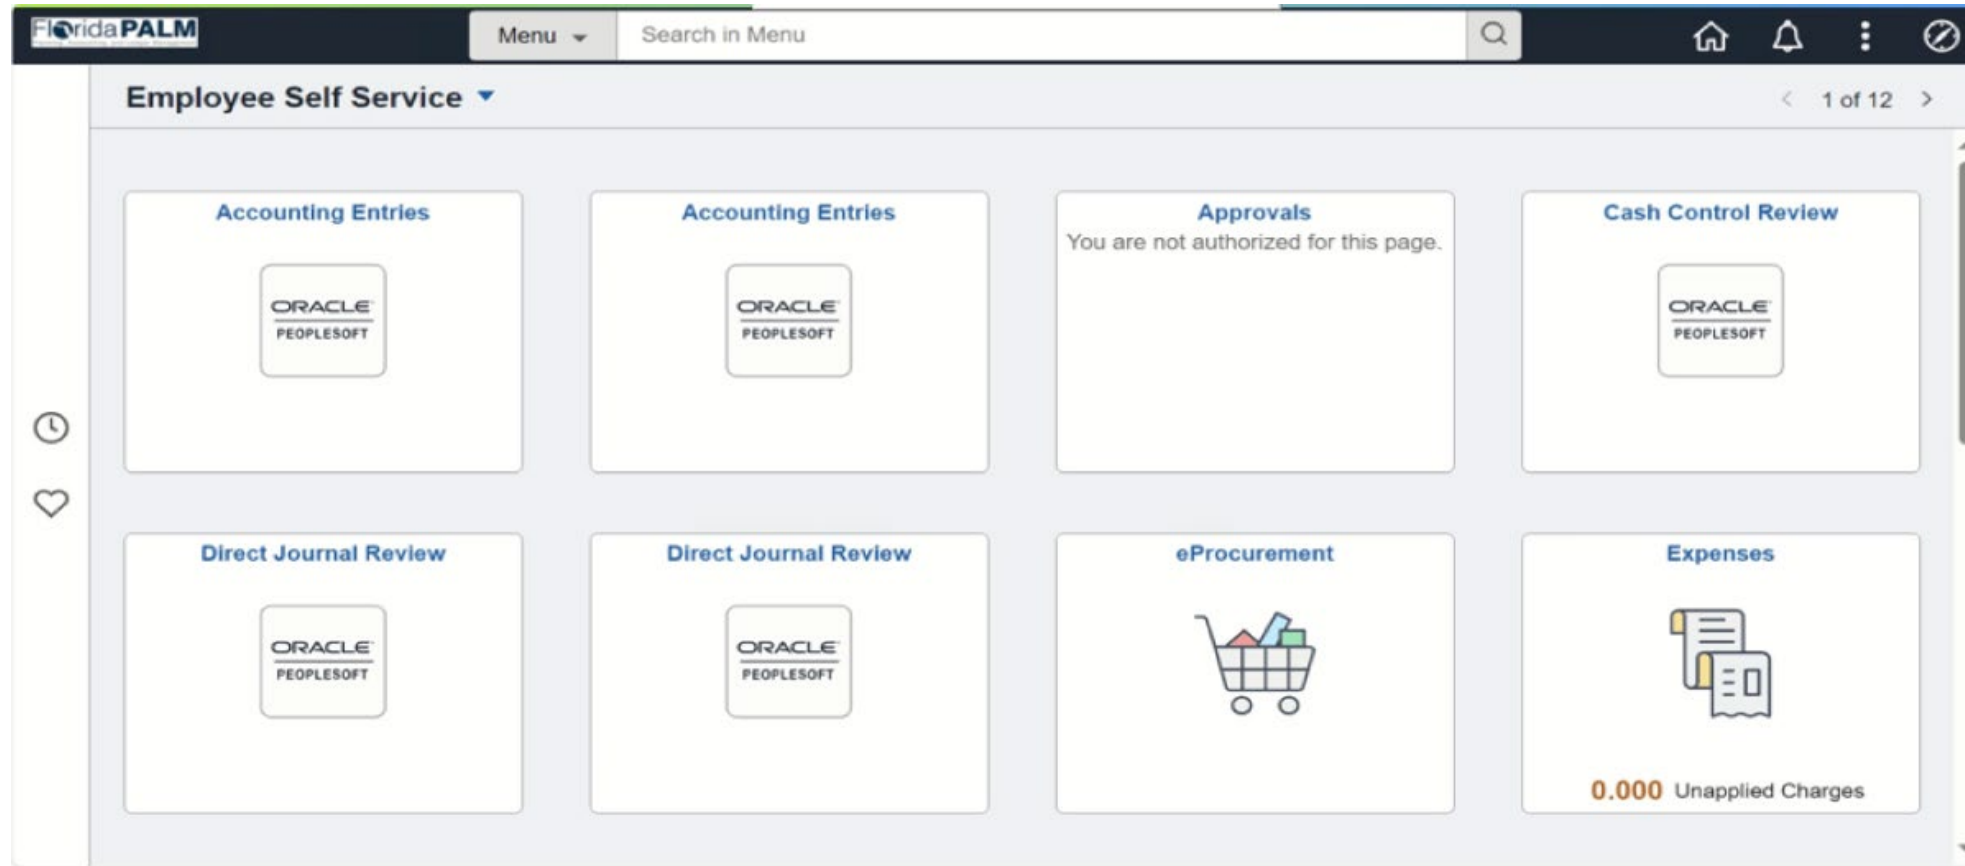 Florida PALM
Menu
Search in Menu
Employee Self Service
1 of 12
Accounting Entries
ORACLE
PEOPLESOFT
Accounting Entries
ORACLE
PEOPLESOFT
Approvals
You are not authorized for this page.
Cash Control Review
ORACLE
PEOPLESOFT
Direct Journal Review
ORACLE
PEOPLESOFT
Direct Journal Review
ORACLE
PEOPLESOFT
eProcurement
Expenses
0.000 Unapplied Charges